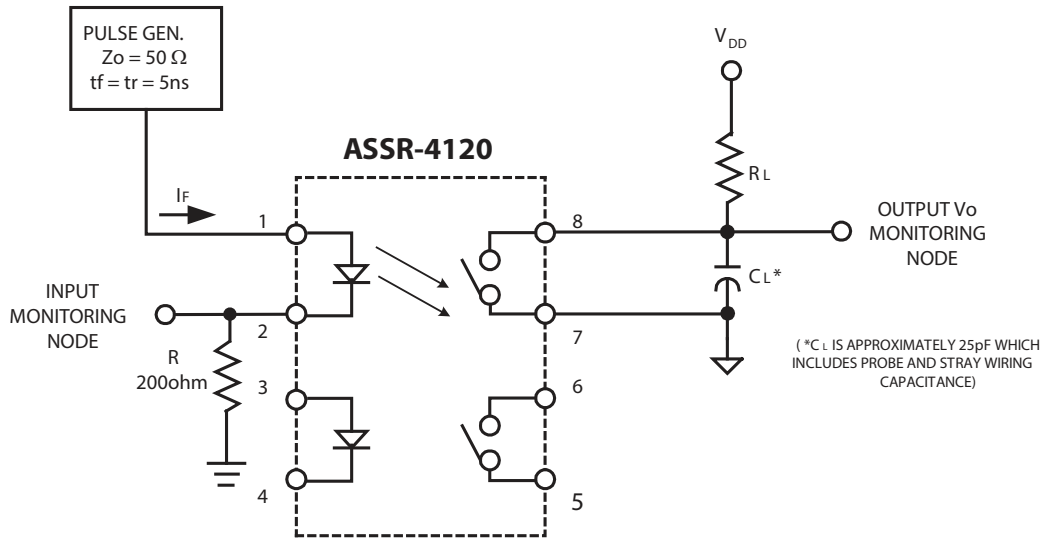 PULSE GEN.
Zo = 50 Ω
tf = tr = 5ns
VDD
ASSR-4120
RL
IF
1
8
OUTPUT Vo
MONITORING
NODE
CL*
INPUT
MONITORING
NODE
2
7
(*CL IS APPROXIMATELY 25pF WHICH
INCLUDES PROBE AND STRAY WIRING
CAPACITANCE)
R
200ohm
3
6
4
5